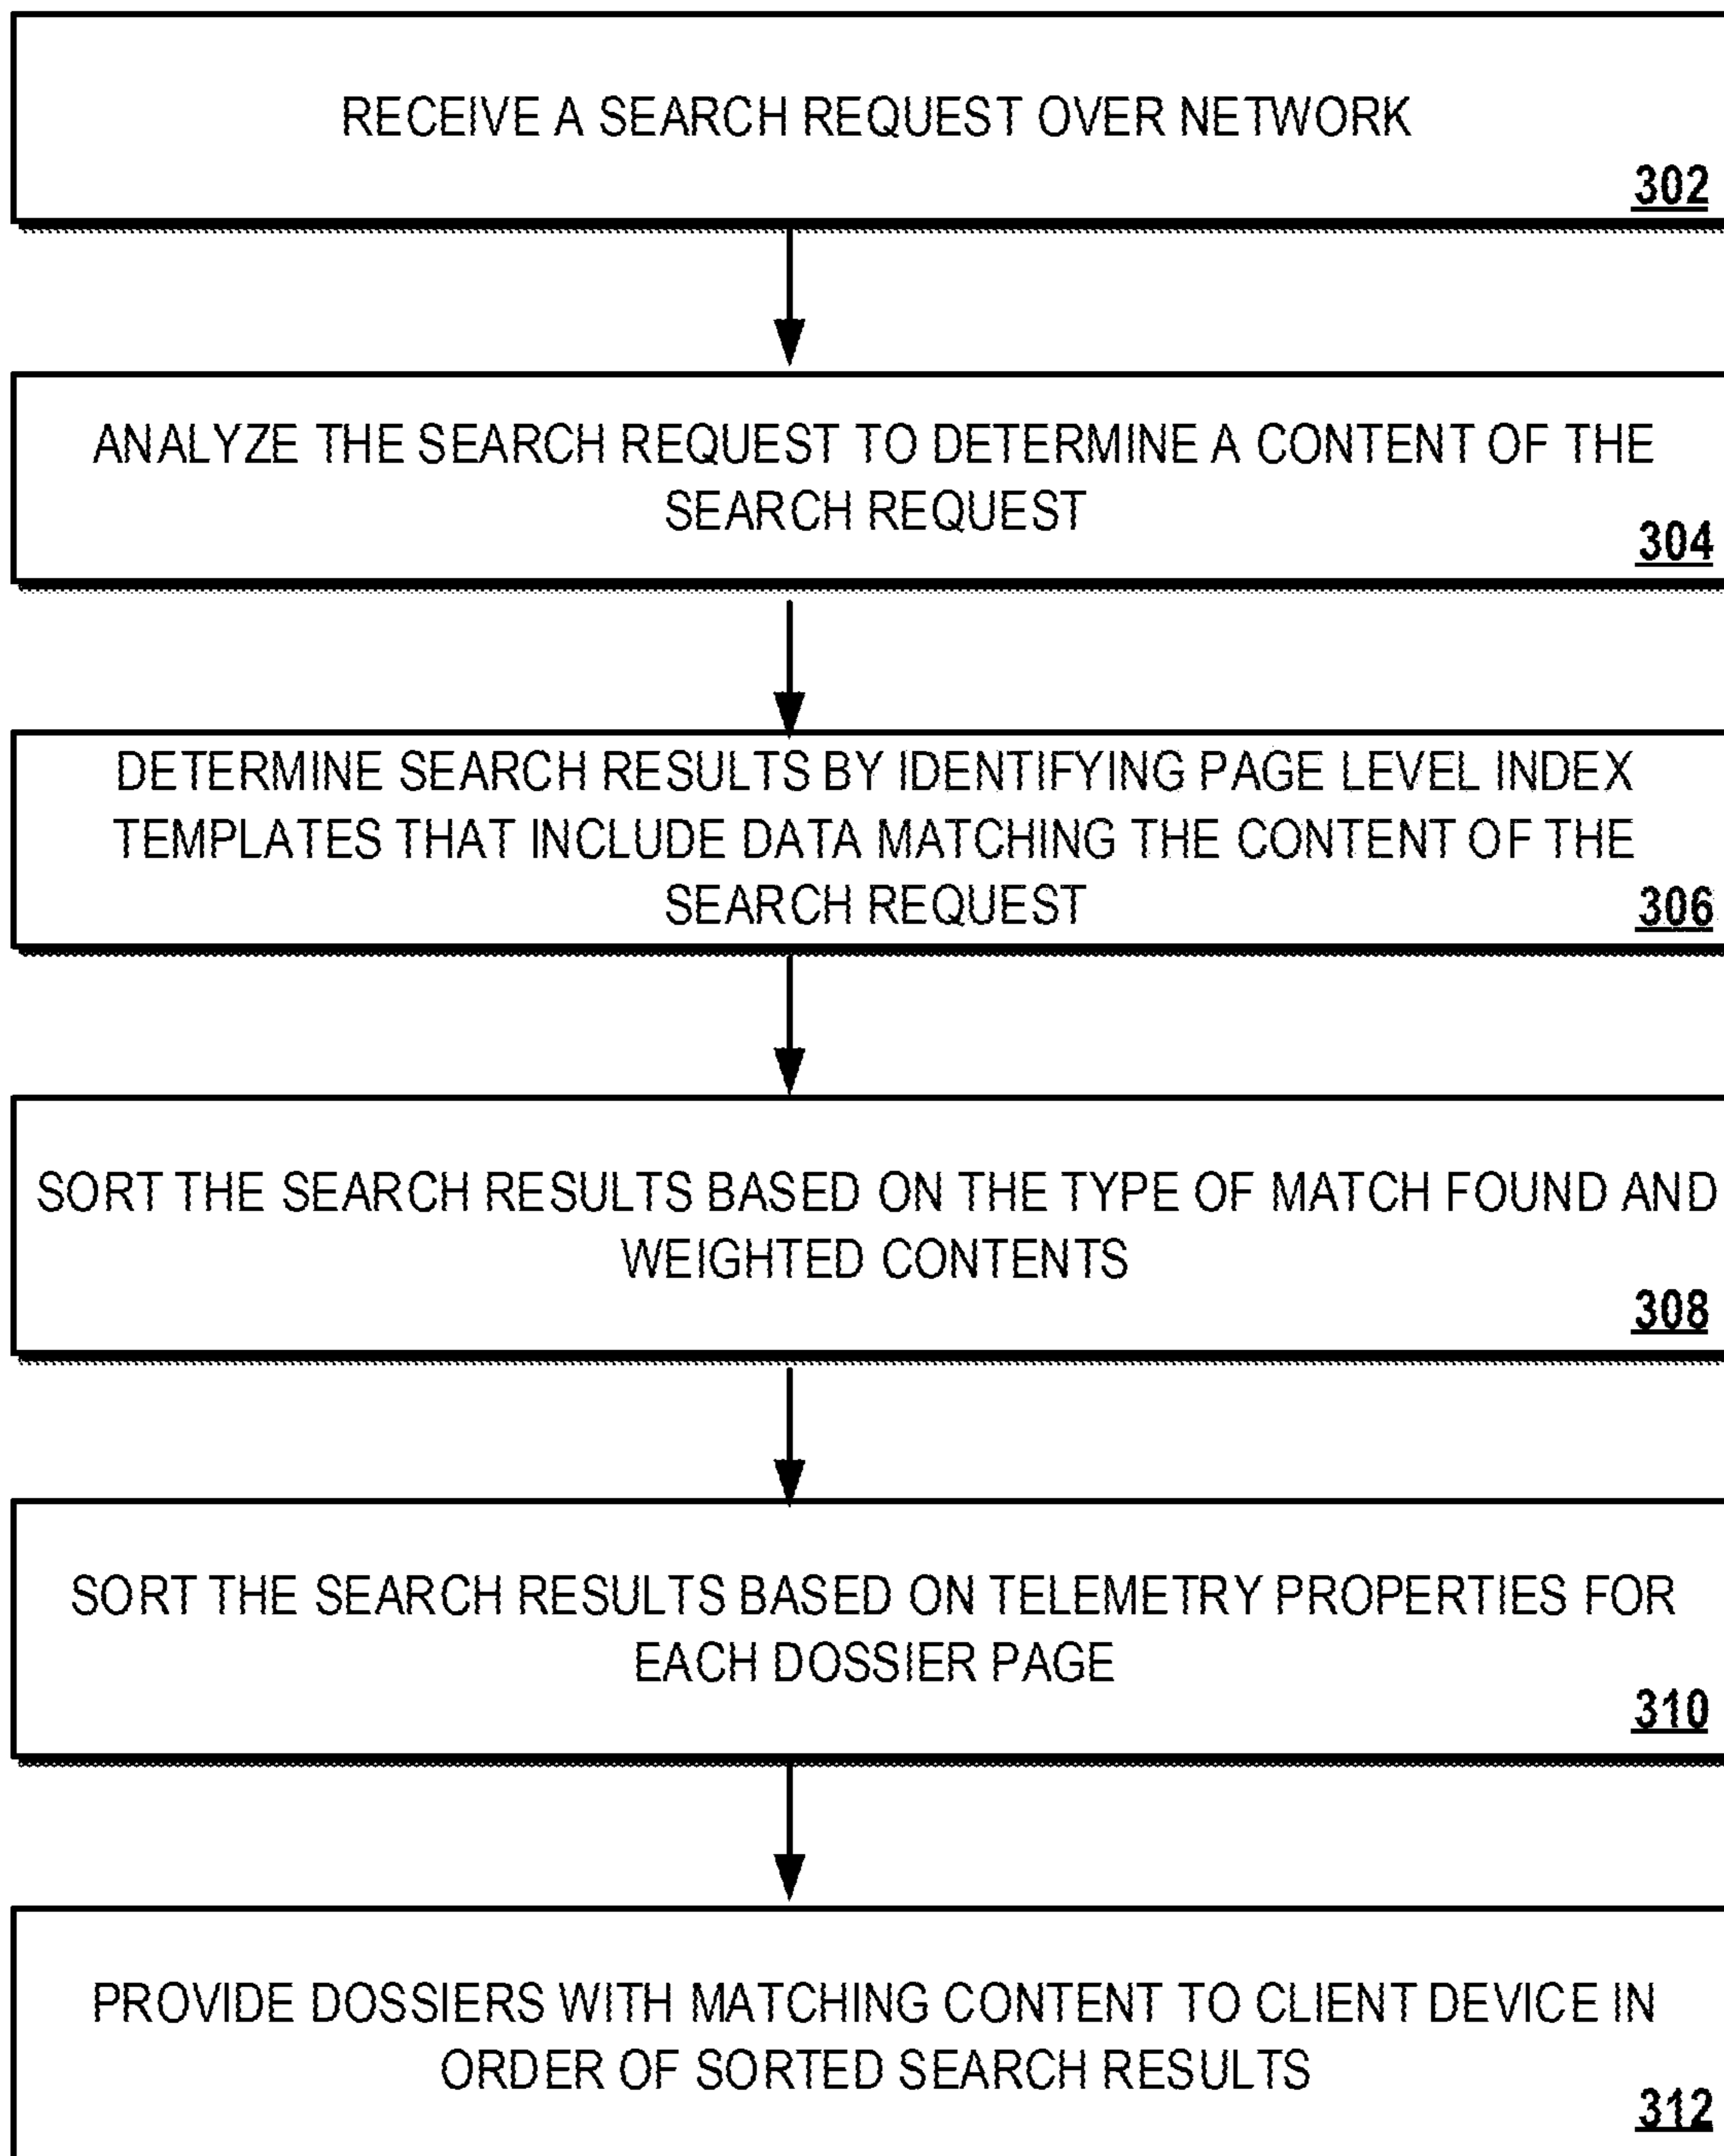 RECEIVE A SEARCH REQUEST OVER NETWORK
302
ANALYZE THE SEARCH REQUEST TO DETERMINE A CONTENT OF THE
SEARCH REQUEST
304
DETERMINE SEARCH RESULTS BY IDENTIFYING PAGE LEVEL INDEX
TEMPLATES THAT INCLUDE DATA MATCHING THE CONTENT OF THE
SEARCH REQUEST
306
SORT THE SEARCH RESULTS BASED ON THE TYPE OF MATCH FOUND AND
WEIGHTED CONTENTS
308
SORT THE SEARCH RESULTS BASED ON TELEMETRY PROPERTIES FOR
EACH DOSSIER PAGE
310
PROVIDE DOSSIERS WITH MATCHING CONTENT TO CLIENT DEVICE IN
ORDER OF SORTED SEARCH RESULTS
312